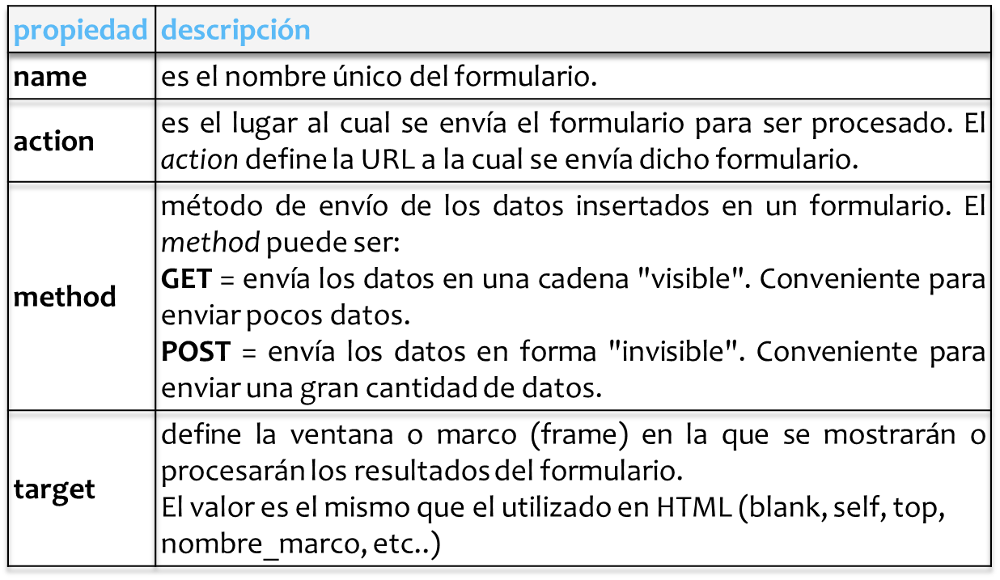 propiedad descripción
name es el nombre único del formulario.
action es el lugar al cual se envía el formulario para ser procesado. El
action define la URL a la cual se envía dicho formulario.
method método de envío de los datos insertados en un formulario. El
method puede ser:
GET = envía los datos en una cadena "visible". Conveniente para
enviar pocos datos.
POST = envía los datos en forma "invisible". Conveniente para
enviar una gran cantidad de datos.
target define la ventana o marco (frame) en la que se mostrarán o
procesarán los resultados del formulario.
El valor es el mismo que el utilizado en HTML (blank, self, top,
nombre_marco, etc..)